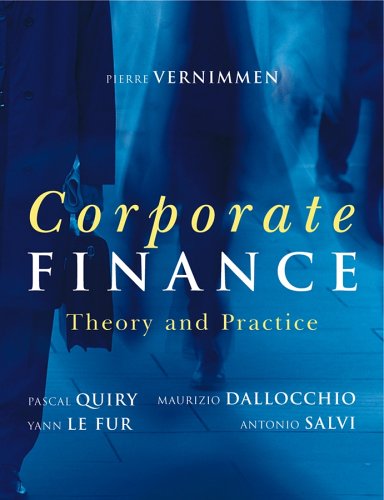 PIERRE VERNIMMEN
Corporate
FINANCE
Theory and Practice
PASCAL QUIRY MAURIZIO DALLOCCHIO
YANN LE FUR ANTONIO SALVI